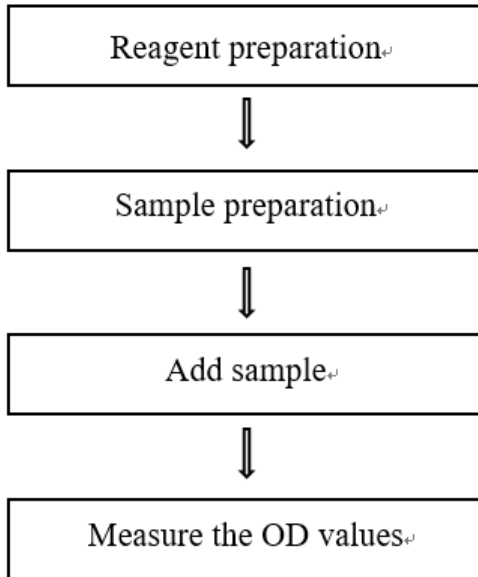 Reagent preparation
Sample preparation
Add sample
Measure the OD values